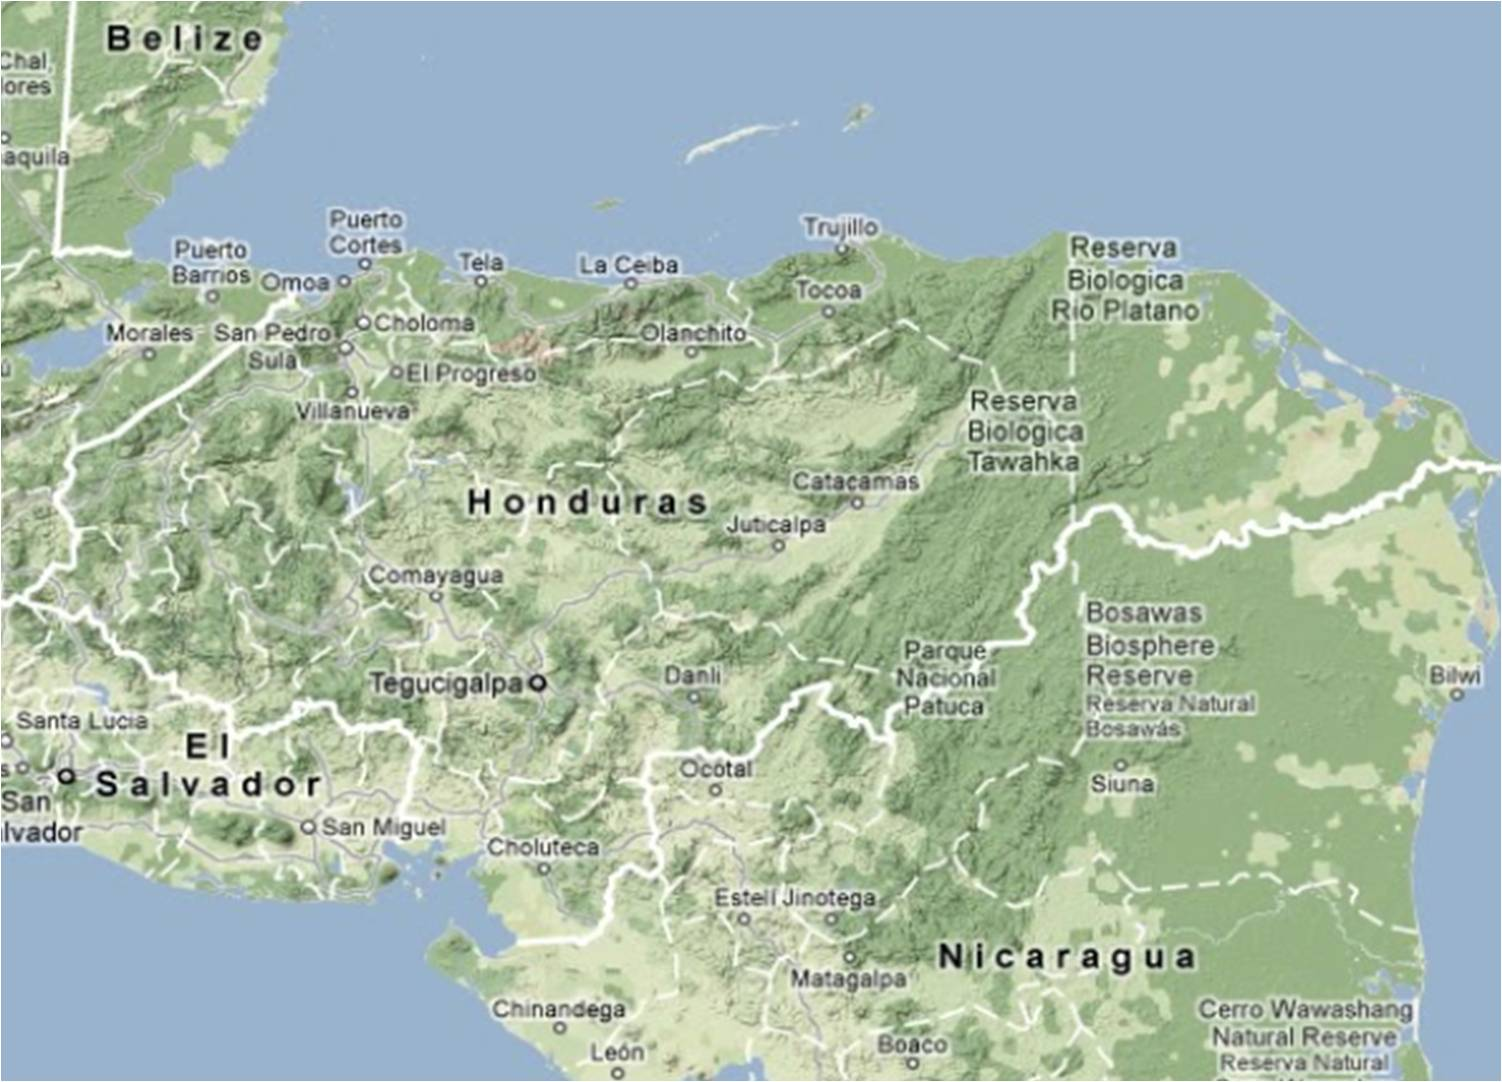 Belize
Chal,
lores
aquila
Puerto
Cortes
Trujillo
Puerto
Barrios
Omoa
Tela
La Ceiba
Reserva
Biologica
Rio Platano
Tocoa
Morales
San Pedro
Sula
Choloma
Olanchito
El Progreso
Villanueva
Reserva
Biologica
Tawahka
Honduras
Catacamas
Juticalpa
Comayagua
Bosawas
Biosphere
Reserve
Reserva Natural
Bosawás
Parque
Nacional
Patuca
Tegucigalpa
Danli
Bilwi
Santa Lucia
El
Salvador
San
lvador
Ocotal
Siuna
San Miguel
Choluteca
Estelí
Jinotega
Nicaragua
Matagalpa
Chinandega
León
Boaco
Cerro Wawashang
Natural Reserve
Reserva Natural